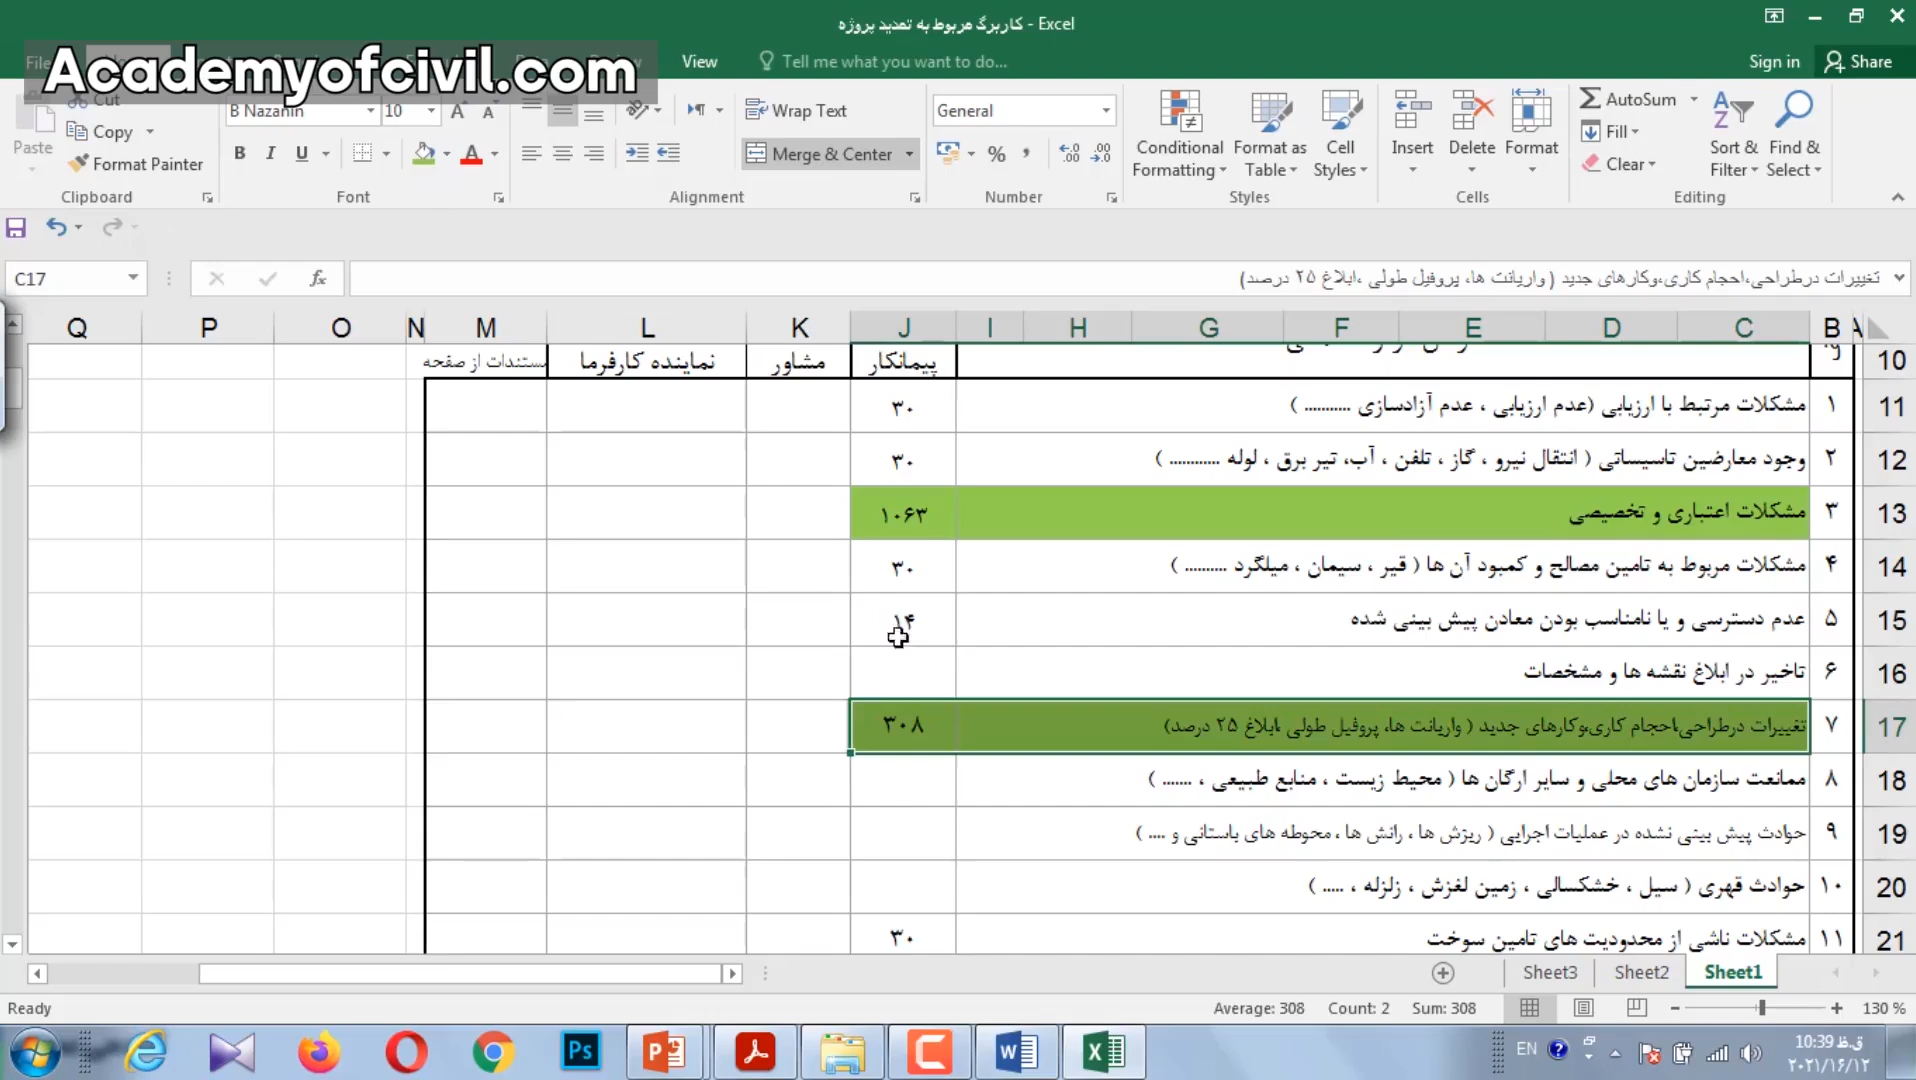 کاربرگ مربوط به تمدید پروژه - Excel
Academyofcivil.com
View
Tell me what you want to do...
Sign in
Share
Cut
Copy
Format Painter
Paste
Clipboard
B Nazanin
10
Font
Wrap Text
Merge & Center
Alignment
General
Number
Conditional Formatting
Format as Table
Cell Styles
Styles
Insert
Delete
Format
Cells
AutoSum
Fill
Clear
Sort & Filter
Find & Select
Editing
C17
fx
تغییرات درطراحی،احجام کاری،وکارهای جدید ( واریانت ها، پروفیل طولی ،ابلاغ ۲۵ درصد)
Q P O N M L K J I H G F E D C B A
10 پیمانکار مشاور نماینده کارفرما مستندات از صفحه
11 ۱ مشکلات مرتبط با ارزیابی (عدم ارزیابی ، عدم آزادسازی ........... ) ۳۰
12 ۲ وجود معارضین تاسیساتی ( انتقال نیرو ، گاز ، تلفن ، آب، تیر برق ، لوله ............ ) ۳۰
13 ۳ مشکلات اعتباری و تخصیصی ۱۰۶۳
14 ۴ مشکلات مربوط به تامین مصالح و کمبود آن ها ( قیر ، سیمان ، میلگرد .......... ) ۳۰
15 ۵ عدم دسترسی و یا نامناسب بودن معادن پیش بینی شده ۱۴
16 ۶ تاخیر در ابلاغ نقشه ها و مشخصات
17 ۷ تغییرات درطراحی،احجام کاری،وکارهای جدید ( واریانت ها، پروفیل طولی ،ابلاغ ۲۵ درصد) ۳۰۸
18 ۸ ممانعت سازمان های محلی و سایر ارگان ها ( محیط زیست ، منابع طبیعی ، ....... )
19 ۹ حوادث پیش بینی نشده در عملیات اجرایی ( ریزش ها ، رانش ها ، محوطه های باستانی و .... )
20 ۱۰ حوادث قهری ( سیل ، خشکسالی ، زمین لغزش ، زلزله ، ..... )
21 ۱۱ مشکلات ناشی از محدودیت های تامین سوخت ۳۰
Sheet3 Sheet2 Sheet1
Ready
Average: 308 Count: 2 Sum: 308
130 %
EN
10:39 ق.ظ
۲۰۲۱/۱۶/۱۲